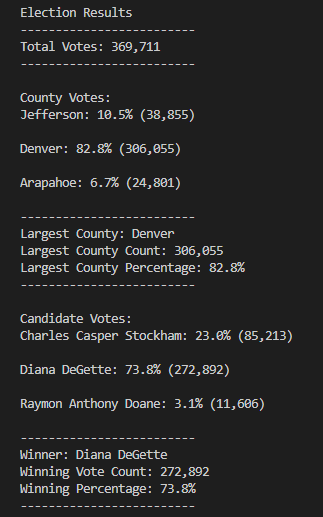 Election Results
-------------------------
Total Votes: 369,711
-------------------------
County Votes:
Jefferson: 10.5% (38,855)
Denver: 82.8% (306,055)
Arapahoe: 6.7% (24,801)
-------------------------
Largest County: Denver
Largest County Count: 306,055
Largest County Percentage: 82.8%
-------------------------
Candidate Votes:
Charles Casper Stockham: 23.0% (85,213)
Diana DeGette: 73.8% (272,892)
Raymon Anthony Doane: 3.1% (11,606)
-------------------------
Winner: Diana DeGette
Winning Vote Count: 272,892
Winning Percentage: 73.8%
-------------------------